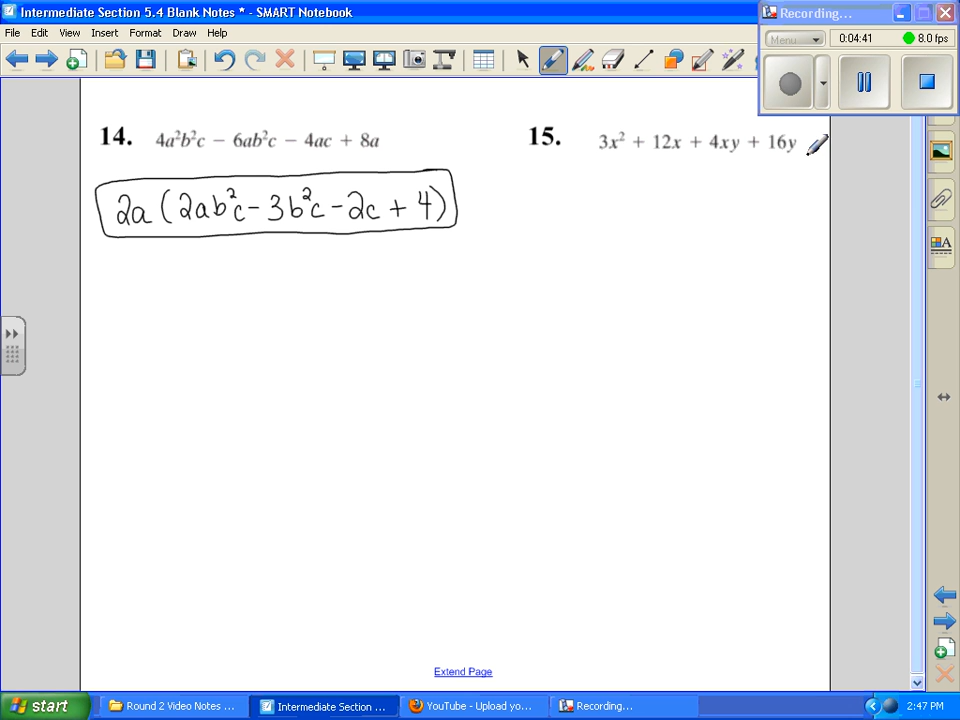 Intermediate Section 5.4 Blank Notes * - SMART Notebook
Recording...
File Edit View Insert Format Draw Help
Menu
0:04:41
8.0 fps
14. 4a²b²c − 6ab²c − 4ac + 8a
15. 3x² + 12x + 4xy + 16y
2a (2ab²c - 3b²c - 2c + 4)
Extend Page
start
Round 2 Video Notes ...
Intermediate Section ...
YouTube - Upload yo...
Recording...
2:47 PM